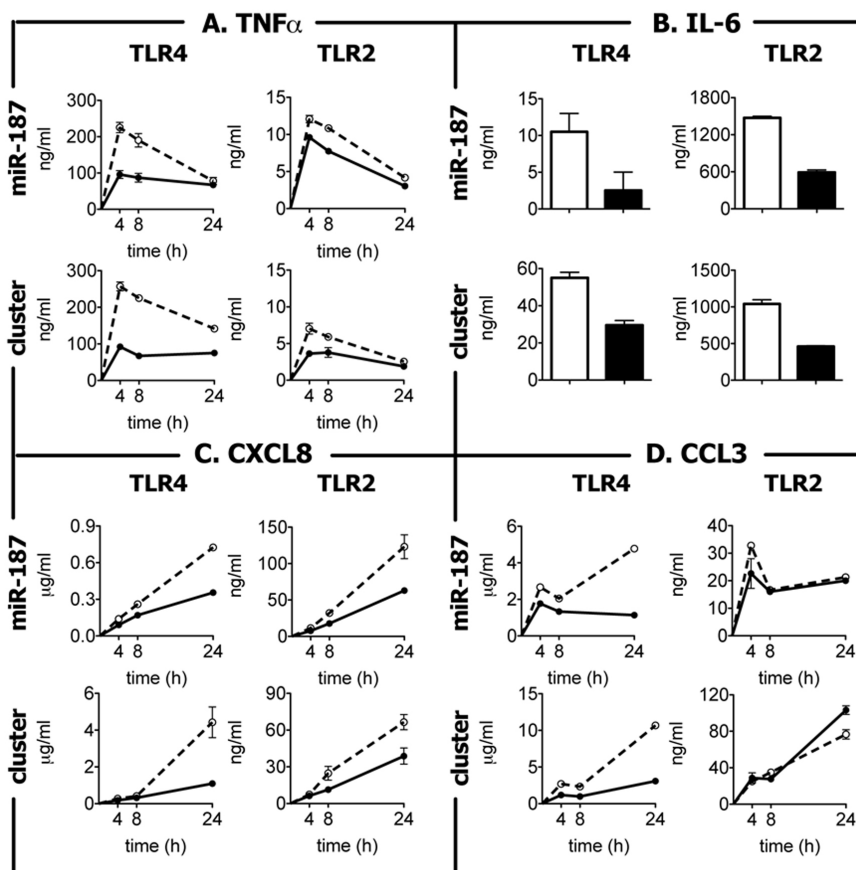 A. TNFα
TLR4 TLR2
miR-187
ng/ml
300
200
100
0
4 8 24
time (h)
ng/ml
15
10
5
0
4 8 24
time (h)
cluster
ng/ml
300
200
100
0
4 8 24
time (h)
ng/ml
15
10
5
0
4 8 24
time (h)
B. IL-6
TLR4 TLR2
miR-187
ng/ml
15
10
5
0
ng/ml
1800
1200
600
0
cluster
ng/ml
60
40
20
0
ng/ml
1500
1000
500
0
C. CXCL8
TLR4 TLR2
miR-187
µg/ml
0.9
0.6
0.3
0.0
4 8 24
time (h)
ng/ml
150
100
50
0
4 8 24
time (h)
cluster
µg/ml
6
4
2
0
4 8 24
time (h)
ng/ml
90
60
30
0
4 8 24
time (h)
D. CCL3
TLR4 TLR2
miR-187
µg/ml
6
4
2
0
4 8 24
time (h)
ng/ml
40
30
20
10
0
4 8 24
time (h)
cluster
µg/ml
15
10
5
0
4 8 24
time (h)
ng/ml
120
80
40
0
4 8 24
time (h)